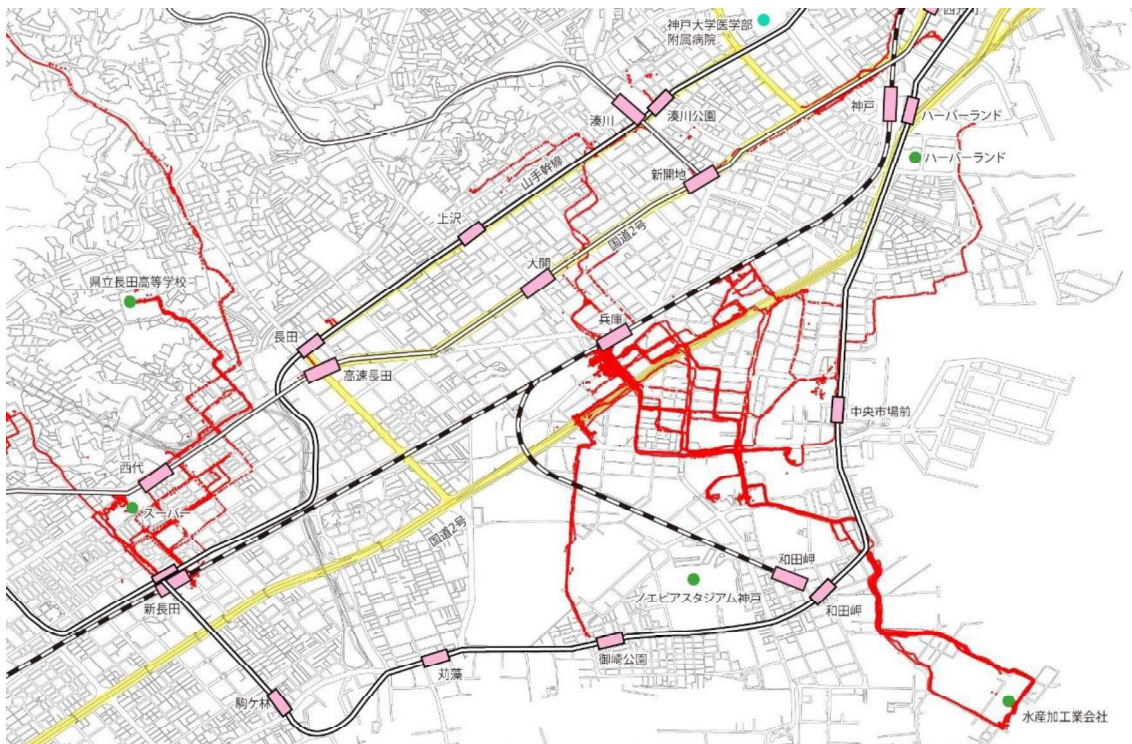 神戸大学医学部
附属病院
神戸
湊川
湊川公園
ハーバーランド
ハーバーランド
山手幹線
新開地
上沢
国道2号
大開
県立長田高等学校
兵庫
長田
高速長田
中央市場前
西代
スーパー
国道2号
和田岬
ノエビアスタジアム神戸
和田岬
新長田
御崎公園
苅藻
駒ケ林
水産加工業会社